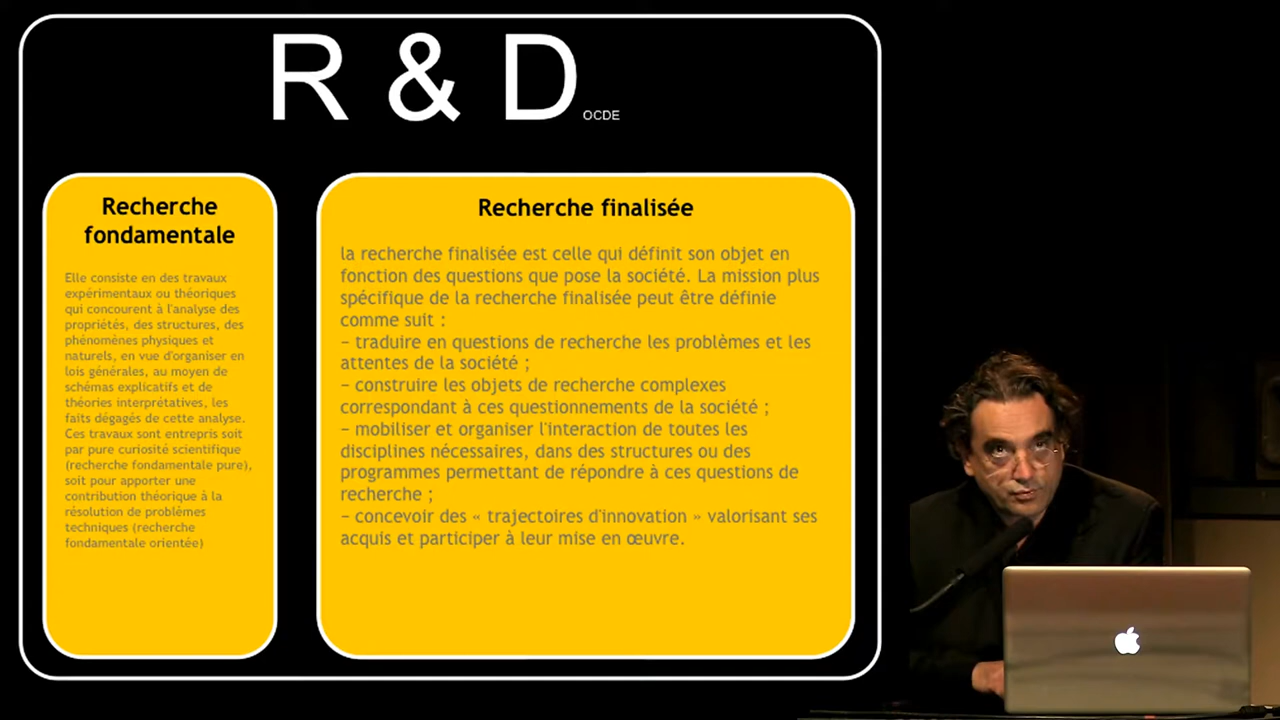 R & D OCDE
Recherche
fondamentale
Elle consiste en des travaux
expérimentaux ou théoriques
qui concourent à l'analyse des
propriétés, des structures, des
phénomènes physiques et
naturels, en vue d'organiser en
lois générales, au moyen de
schémas explicatifs et de
théories interprétatives, les
faits dégagés de cette analyse.
Ces travaux sont entrepris soit
par pure curiosité scientifique
(recherche fondamentale pure),
soit pour apporter une
contribution théorique à la
résolution de problèmes
techniques (recherche
fondamentale orientée)
Recherche finalisée
la recherche finalisée est celle qui définit son objet en
fonction des questions que pose la société. La mission plus
spécifique de la recherche finalisée peut être définie
comme suit :
– traduire en questions de recherche les problèmes et les
attentes de la société ;
– construire les objets de recherche complexes
correspondant à ces questionnements de la société ;
– mobiliser et organiser l'interaction de toutes les
disciplines nécessaires, dans des structures ou des
programmes permettant de répondre à ces questions de
recherche ;
– concevoir des « trajectoires d'innovation » valorisant ses
acquis et participer à leur mise en œuvre.